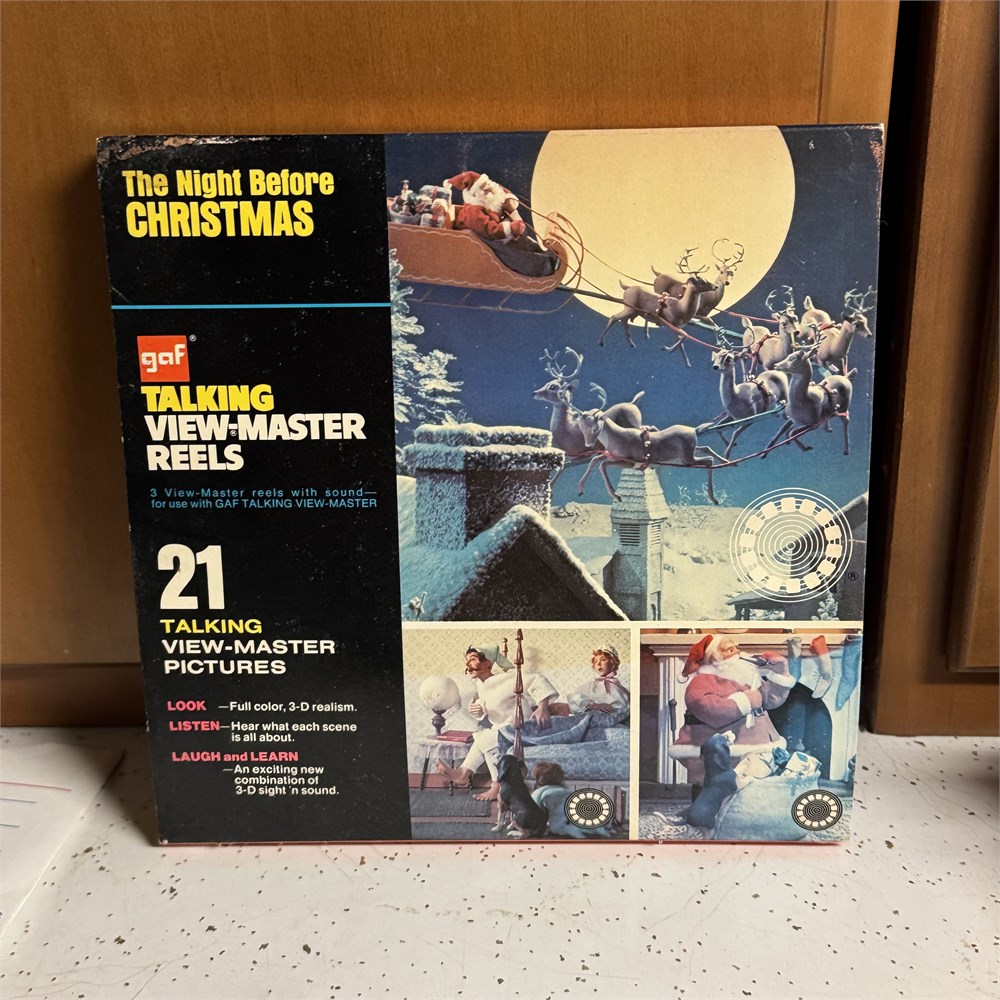 The Night Before
CHRISTMAS
gaf®
TALKING
VIEW-MASTER®
REELS
3 View-Master reels with sound—
for use with GAF TALKING VIEW-MASTER
21
TALKING
VIEW-MASTER
PICTURES
LOOK —Full color, 3-D realism.
LISTEN—Hear what each scene
is all about.
LAUGH and LEARN
—An exciting new
combination of
3-D sight 'n sound.
®